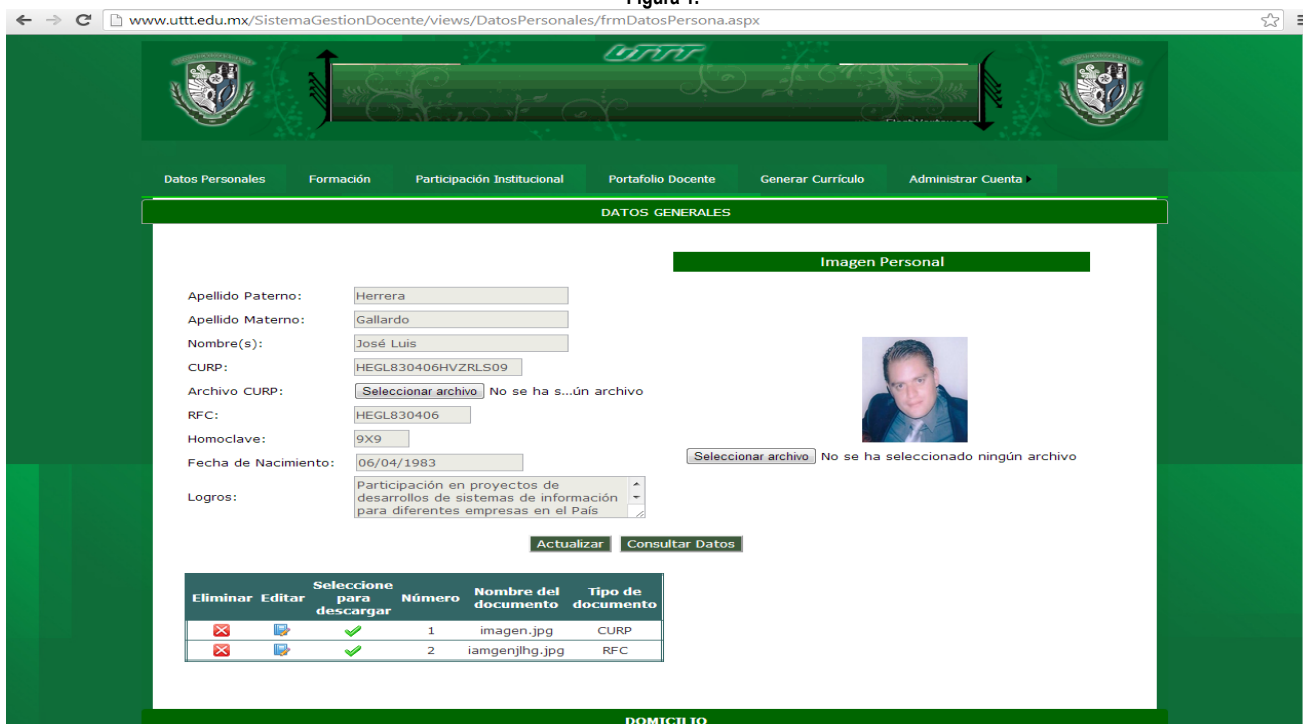 Figura 1.
www.uttt.edu.mx/SistemaGestionDocente/views/DatosPersonales/frmDatosPersona.aspx
UTTT
Datos Personales Formación Participación Institucional Portafolio Docente Generar Currículo Administrar Cuenta
DATOS GENERALES
Imagen Personal
Apellido Paterno: Herrera
Apellido Materno: Gallardo
Nombre(s): José Luis
CURP: HEGL830406HVZRLS09
Archivo CURP: Seleccionar archivo No se ha s...ún archivo
RFC: HEGL830406
Homoclave: 9X9
Fecha de Nacimiento: 06/04/1983
Seleccionar archivo No se ha seleccionado ningún archivo
Logros: Participación en proyectos de
desarrollos de sistemas de información
para diferentes empresas en el País
Actualizar Consultar Datos
Eliminar Editar Seleccione para descargar Número Nombre del documento Tipo de documento
1 imagen.jpg CURP
2 iamgenjlhg.jpg RFC
DOMICILIO